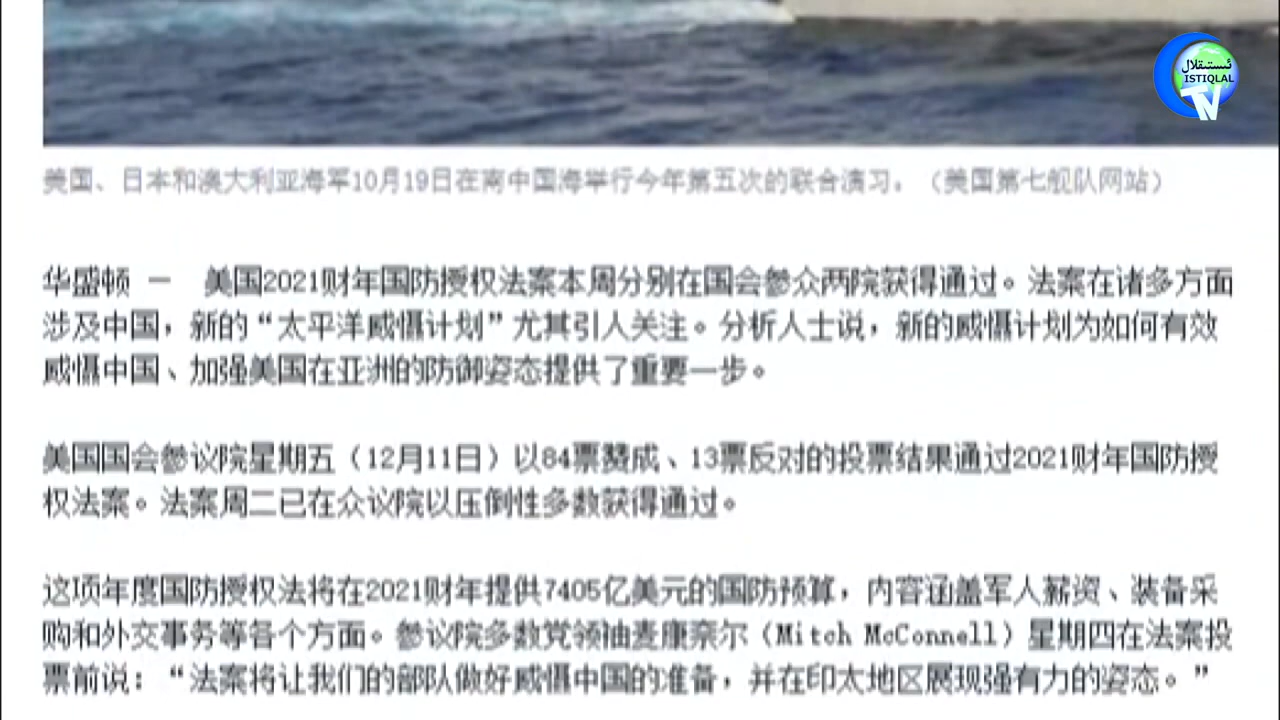 ئىستىقلال
ISTIQLAL
TV
美国、日本和澳大利亚海军10月19日在南中国海举行今年第五次的联合演习。（美国第七舰队网站）
华盛顿 — 美国2021财年国防授权法案本周分别在国会参众两院获得通过。法案在诸多方面
涉及中国，新的“太平洋威慑计划”尤其引人关注。分析人士说，新的威慑计划为如何有效
威慑中国、加强美国在亚洲的防御姿态提供了重要一步。
美国国会参议院星期五（12月11日）以84票赞成、13票反对的投票结果通过2021财年国防授
权法案。法案周二已在众议院以压倒性多数获得通过。
这项年度国防授权法将在2021财年提供7405亿美元的国防预算，内容涵盖军人薪资、装备采
购和外交事务等各个方面。参议院多数党领袖麦康奈尔（Mitch McConnell）星期四在法案投
票前说：“法案将让我们的部队做好威慑中国的准备，并在印太地区展现强有力的姿态。”